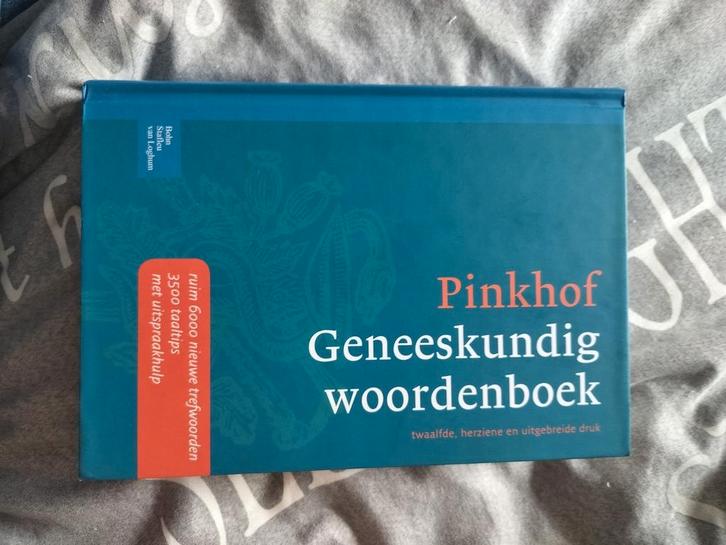 Pinkhof
Geneeskundig
woordenboek
twaalfde, herziene en uitgebreide druk
Bohn
Stafleu
van Loghum
ruim 6000 nieuwe trefwoorden
3500 taaltips
met uitspraakhulp